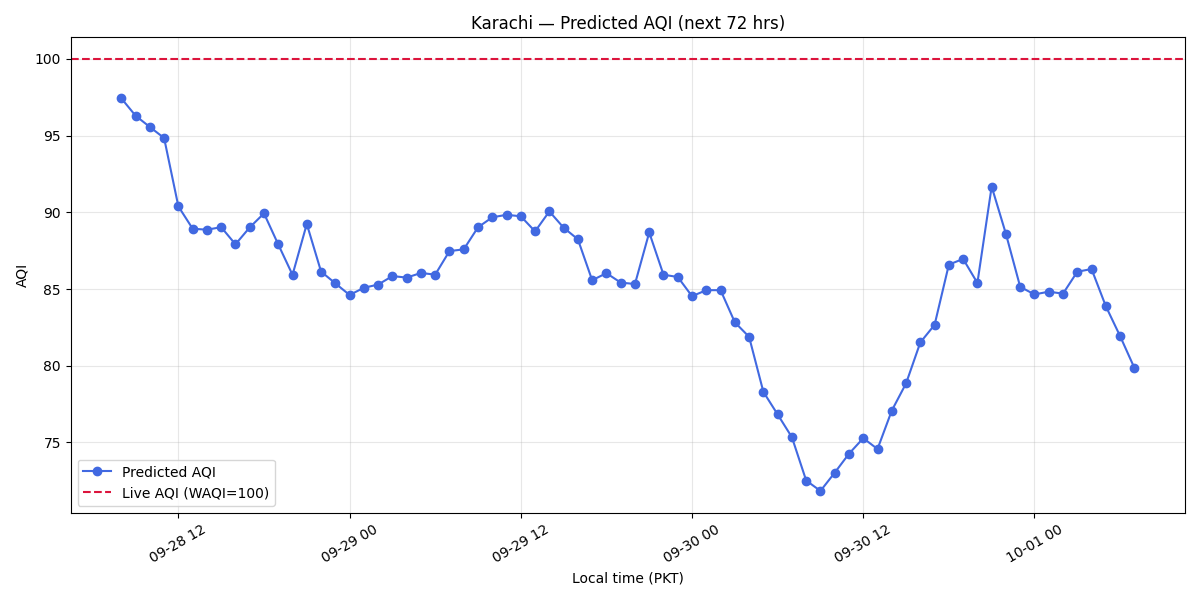 Karachi — Predicted AQI (next 72 hrs)
AQI
100
95
90
85
80
75
Predicted AQI
Live AQI (WAQI=100)
09-28 12
09-29 00
09-29 12
09-30 00
09-30 12
10-01 00
Local time (PKT)